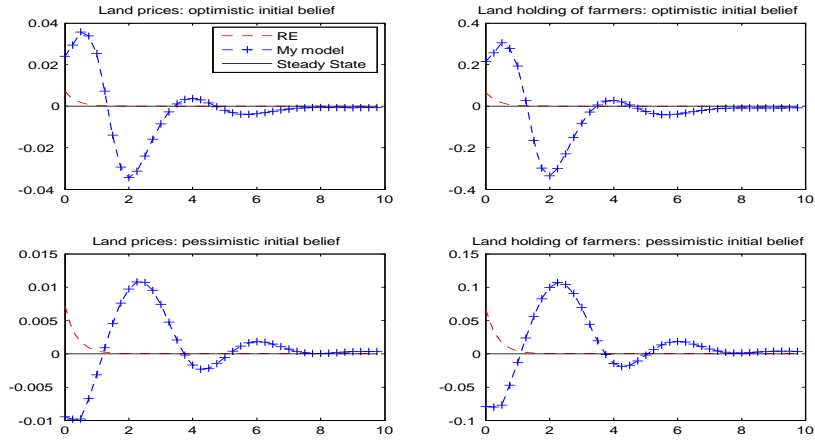 Land prices: optimistic initial belief
0.04
0.02
0
-0.02
-0.04
0 2 4 6 8 10
RE
My model
Steady State
Land holding of farmers: optimistic initial belief
0.4
0.2
0
-0.2
-0.4
0 2 4 6 8 10
Land prices: pessimistic initial belief
0.015
0.01
0.005
0
-0.005
-0.01
0 2 4 6 8 10
Land holding of farmers: pessimistic initial belief
0.15
0.1
0.05
0
-0.05
-0.1
0 2 4 6 8 10